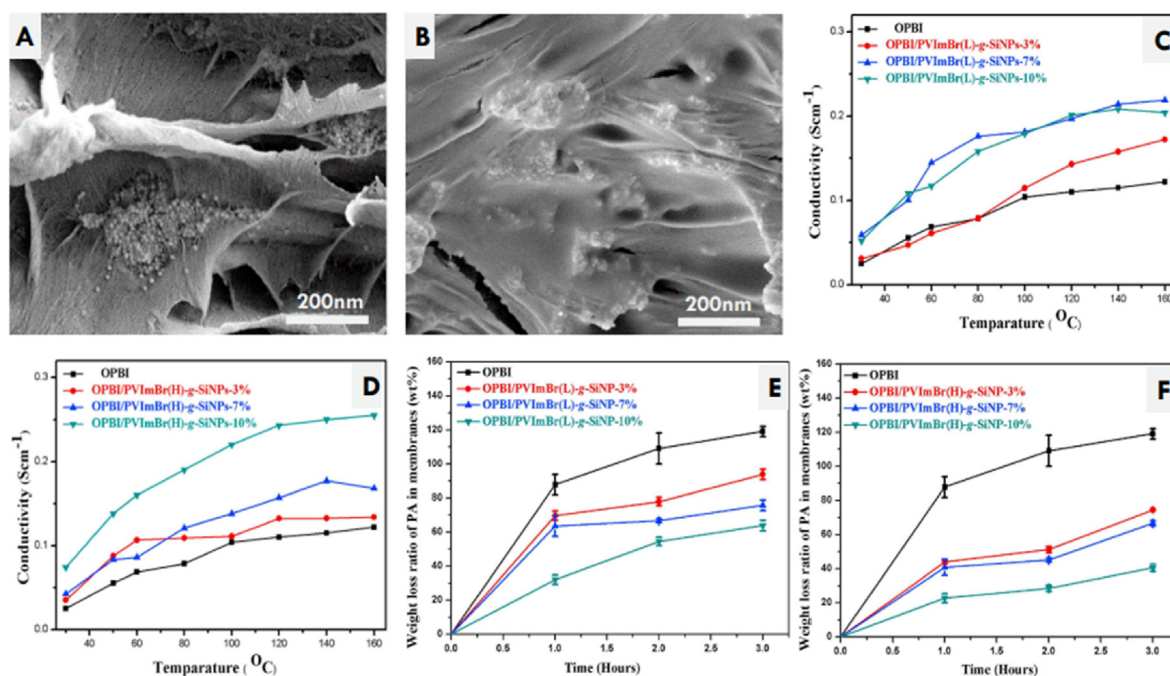 A
200nm
B
200nm
C
OPBI
OPBI/PVImBr(L)-g-SiNPs-3%
OPBI/PVImBr(L)-g-SiNPs-7%
OPBI/PVImBr(L)-g-SiNPs-10%
Conductivity (Scm⁻¹)
0.3
0.2
0.1
0.0
40 60 80 100 120 140 160
Temparature ( ᴼC)
D
OPBI
OPBI/PVImBr(H)-g-SiNPs-3%
OPBI/PVImBr(H)-g-SiNPs-7%
OPBI/PVImBr(H)-g-SiNPs-10%
Conductivity (Scm⁻¹)
0.3
0.2
0.1
0.0
40 60 80 100 120 140 160
Temparature ( ᴼC)
E
OPBI
OPBI/PVImBr(L)-g-SiNP-3%
OPBI/PVImBr(L)-g-SiNP-7%
OPBI/PVImBr(L)-g-SiNP-10%
Weight loss ratio of PA in membrancs (wt%)
160
140
120
100
80
60
40
20
0
0.0 0.5 1.0 1.5 2.0 2.5 3.0
Time (Hours)
F
OPBI
OPBI/PVImBr(H)-g-SiNP-3%
OPBI/PVImBr(H)-g-SiNP-7%
OPBI/PVImBr(H)-g-SiNP-10%
Weight loss ratio of PA in membranes (wt%)
160
140
120
100
80
60
40
20
0
0.0 0.5 1.0 1.5 2.0 2.5 3.0
Time (Hours)